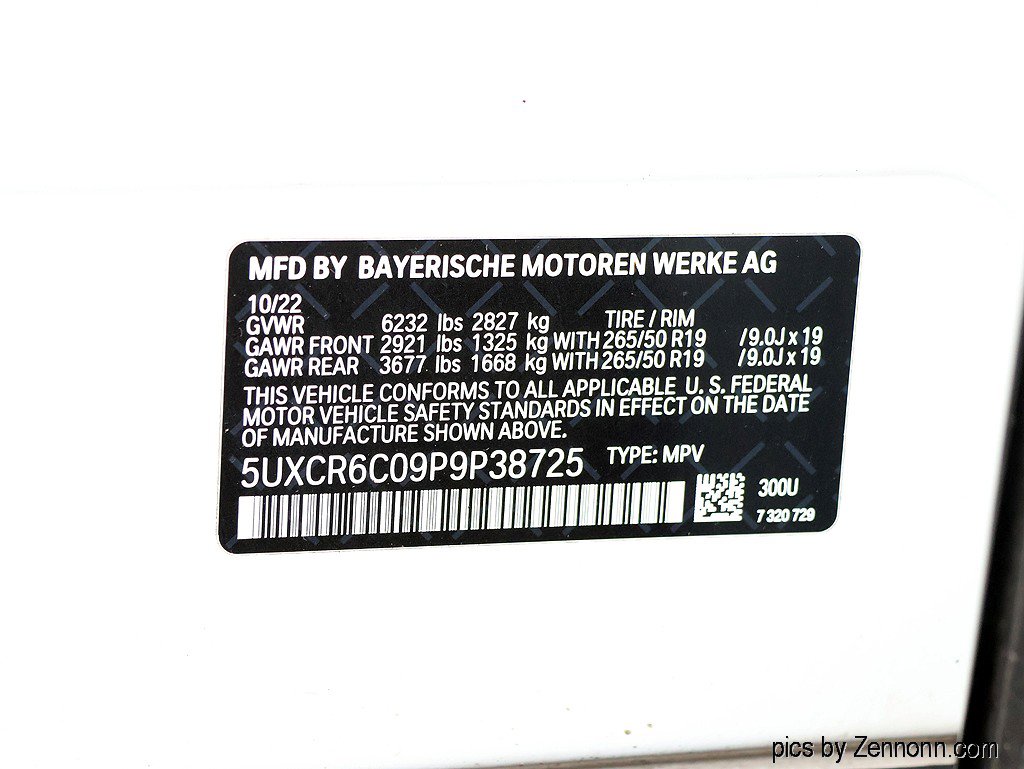 MFD BY BAYERISCHE MOTOREN WERKE AG
10/22
GVWR 6232 lbs 2827 kg TIRE / RIM
GAWR FRONT 2921 lbs 1325 kg WITH 265/50 R19 /9.0J x 19
GAWR REAR 3677 lbs 1668 kg WITH 265/50 R19 /9.0J x 19
THIS VEHICLE CONFORMS TO ALL APPLICABLE U. S. FEDERAL
MOTOR VEHICLE SAFETY STANDARDS IN EFFECT ON THE DATE
OF MANUFACTURE SHOWN ABOVE.
5UXCR6C09P9P38725 TYPE: MPV
300U
7 320 729
pics by Zennonn.com